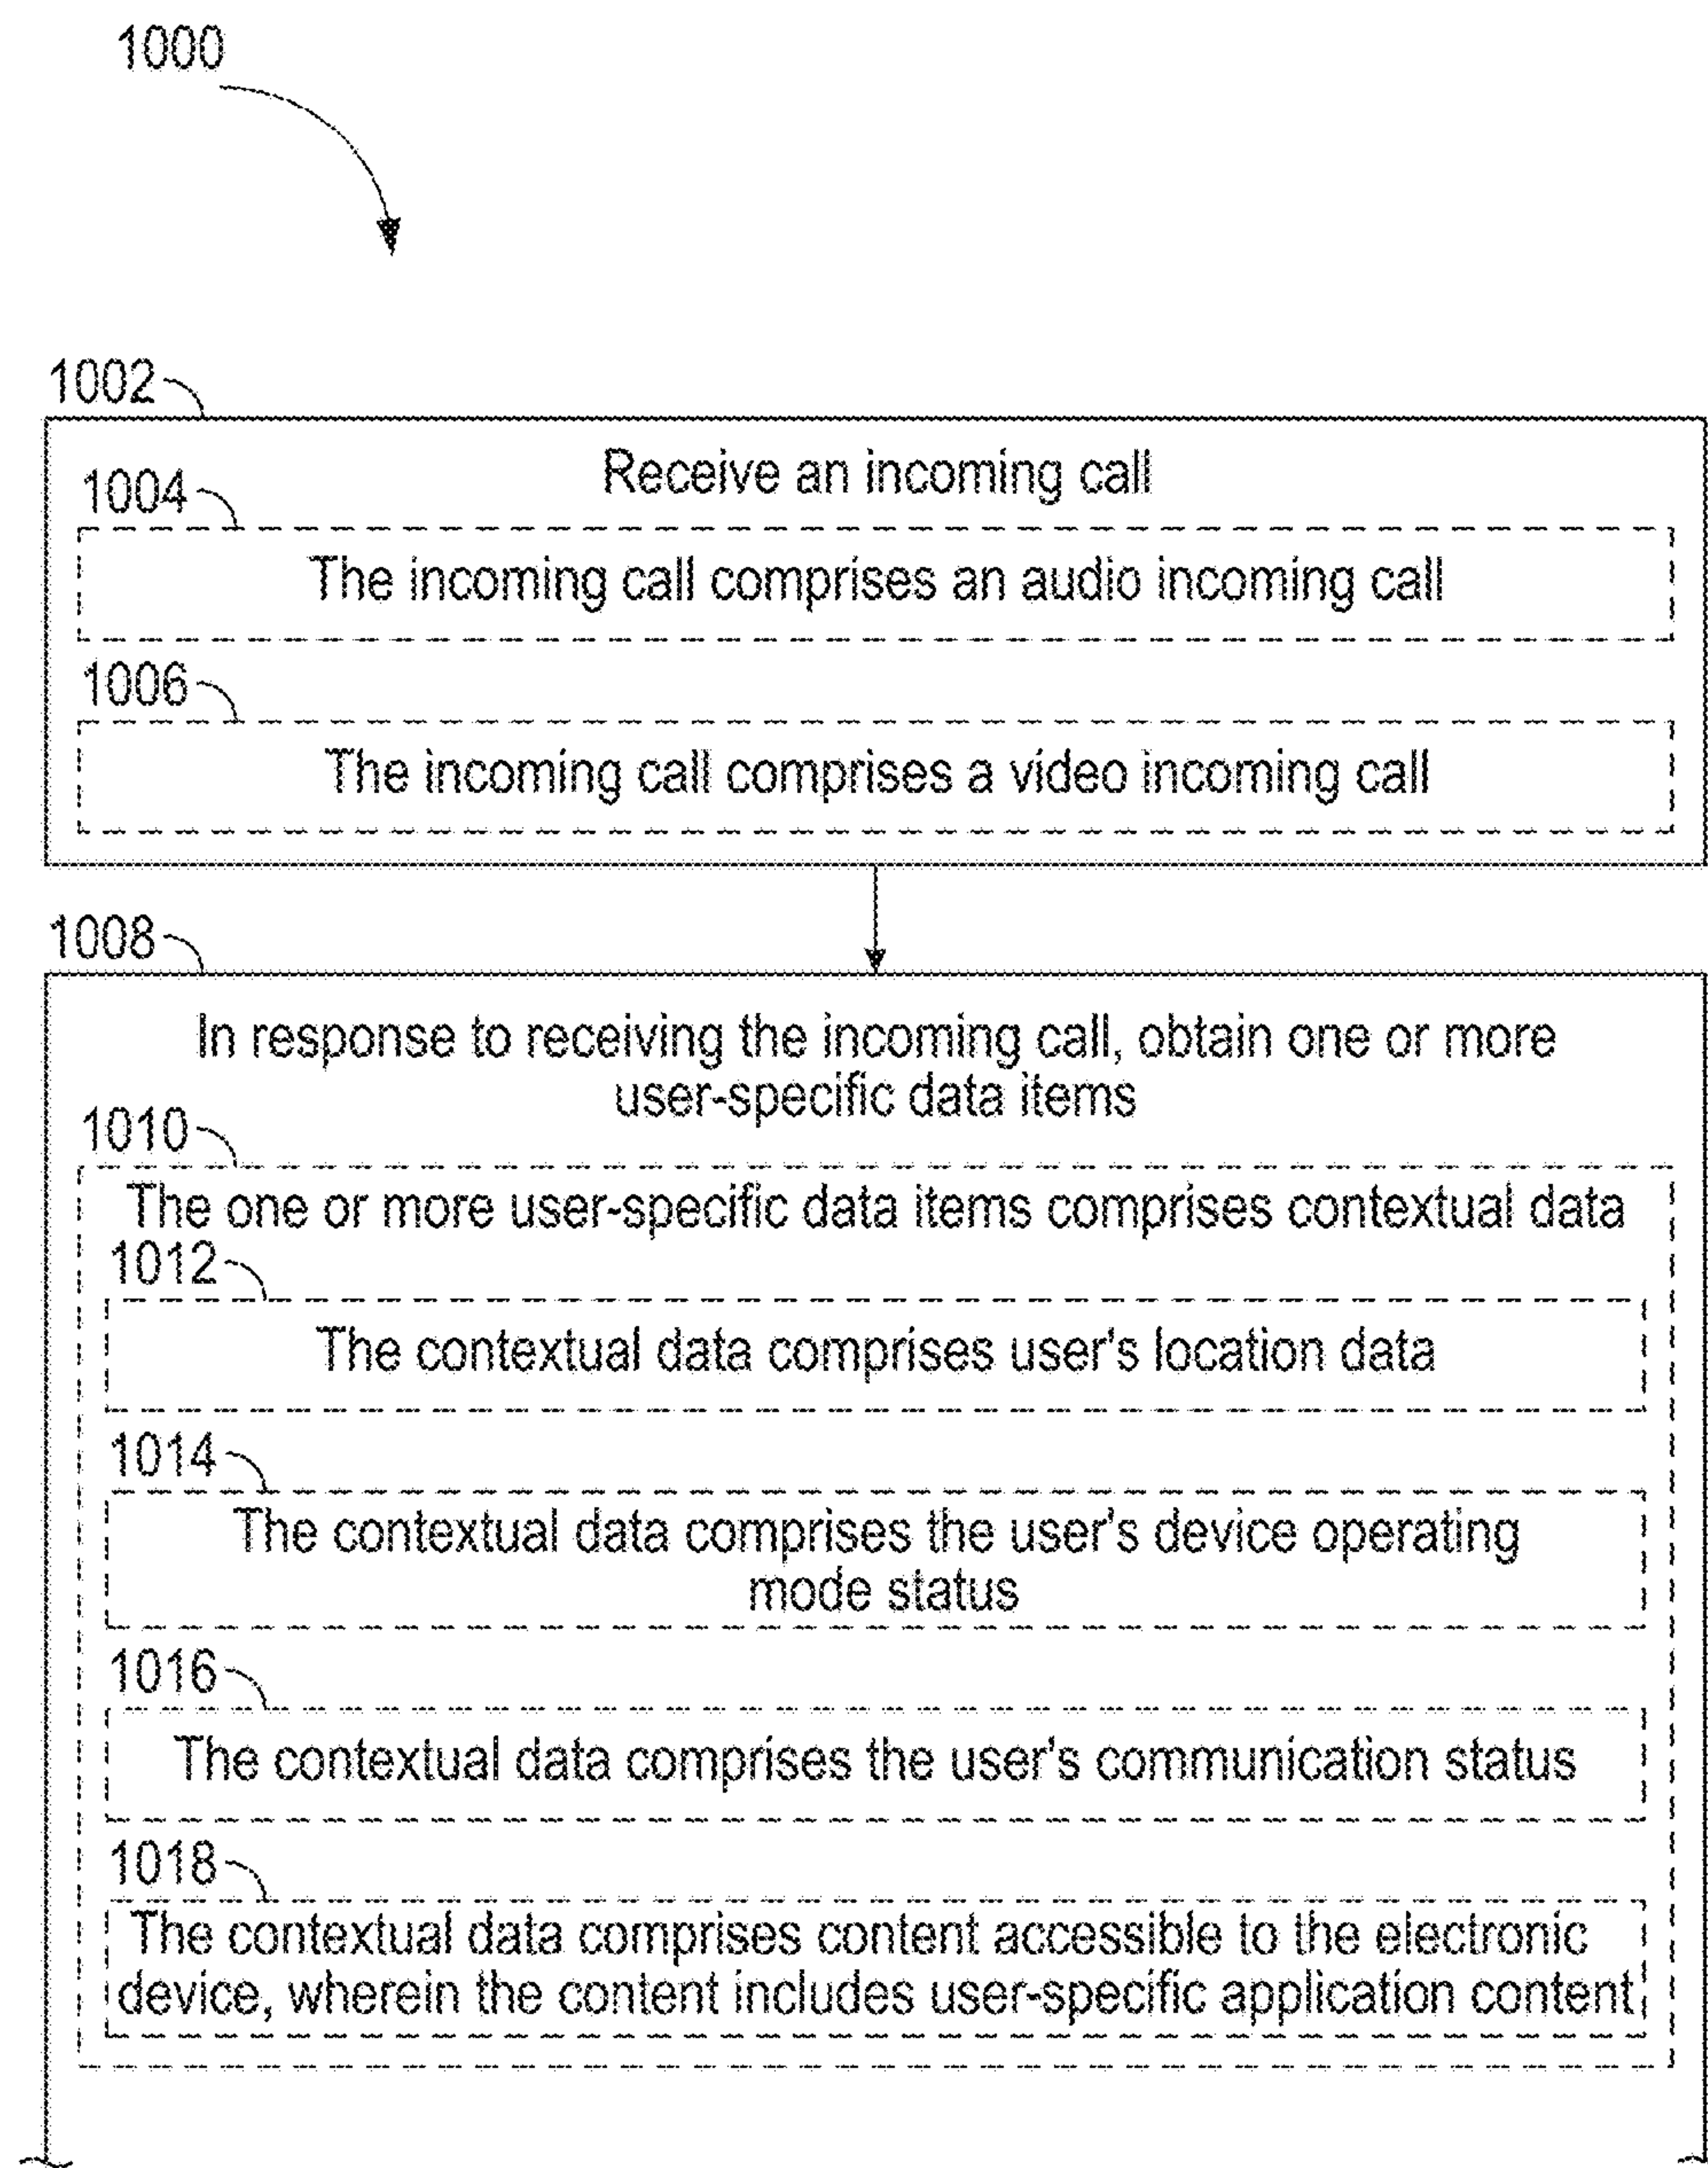 1000
1002
Receive an incoming call
1004
The incoming call comprises an audio incoming call
1006
The incoming call comprises a video incoming call
1008
In response to receiving the incoming call, obtain one or more
user-specific data items
1010
The one or more user-specific data items comprises contextual data
1012
The contextual data comprises user's location data
1014
The contextual data comprises the user's device operating
mode status
1016
The contextual data comprises the user's communication status
1018
The contextual data comprises content accessible to the electronic
device, wherein the content includes user-specific application content